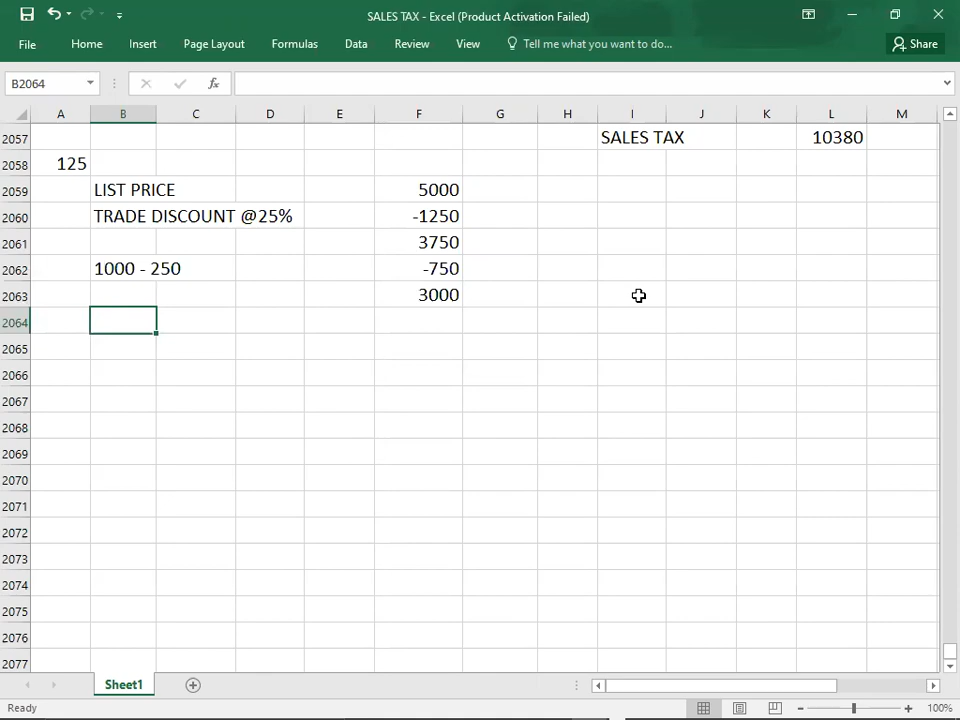 SALES TAX - Excel (Product Activation Failed)
File Home Insert Page Layout Formulas Data Review View Tell me what you want to do... Share
B2064 fx
A B C D E F G H I J K L M
2057 SALES TAX 10380
2058 125
2059 LIST PRICE 5000
2060 TRADE DISCOUNT @25% -1250
2061 3750
2062 1000 - 250 -750
2063 3000
2064
2065
2066
2067
2068
2069
2070
2071
2072
2073
2074
2075
2076
2077
Sheet1
Ready 100%